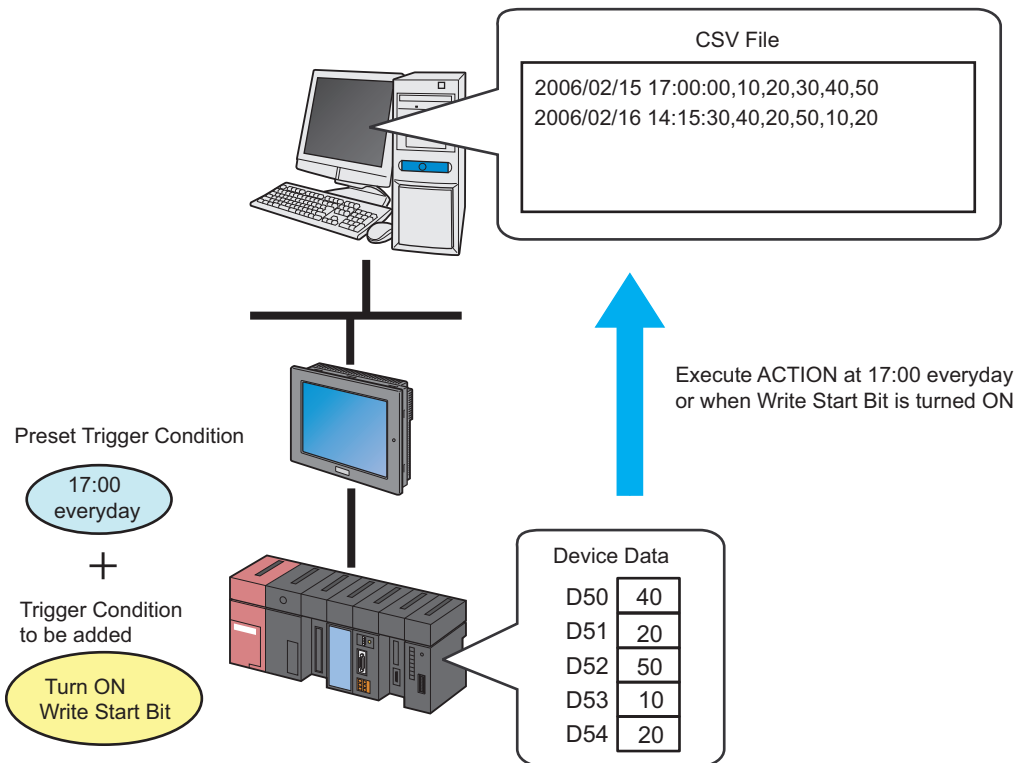 CSV File
2006/02/15 17:00:00,10,20,30,40,50
2006/02/16 14:15:30,40,20,50,10,20
Execute ACTION at 17:00 everyday
or when Write Start Bit is turned ON
Preset Trigger Condition
17:00
everyday
+
Trigger Condition
to be added
Turn ON
Write Start Bit
Device Data
D50 40
D51 20
D52 50
D53 10
D54 20